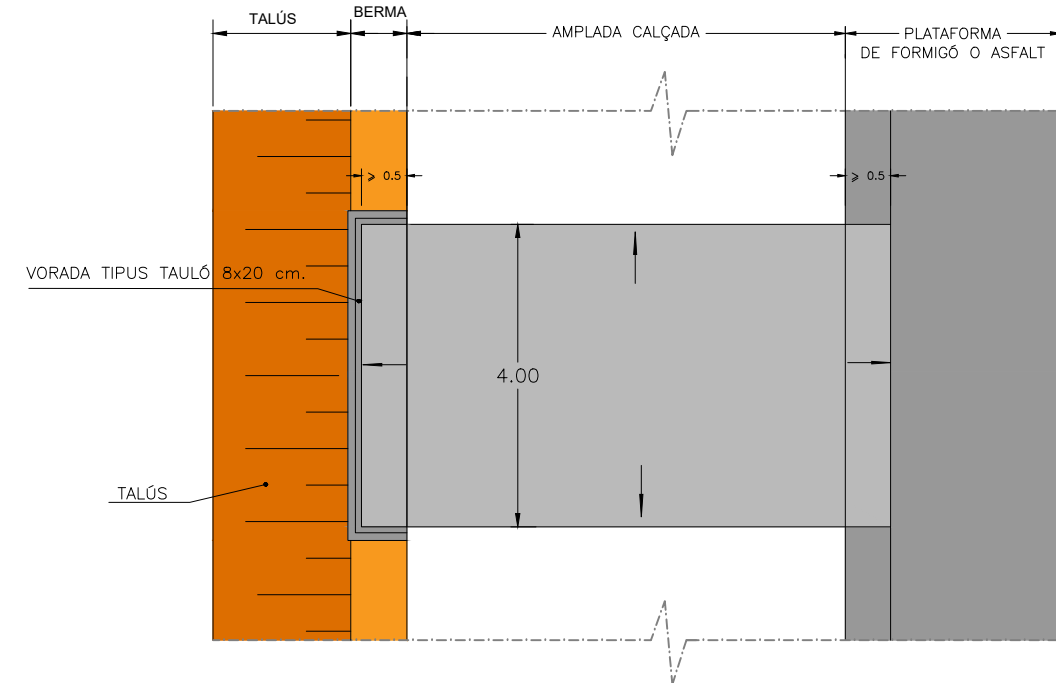 TALÚS
BERMA
AMPLADA CALÇADA
PLATAFORMA
DE FORMIGÓ O ASFALT
⩾ 0.5
⩾ 0.5
VORADA TIPUS TAULÓ 8x20 cm.
4.00
TALÚS